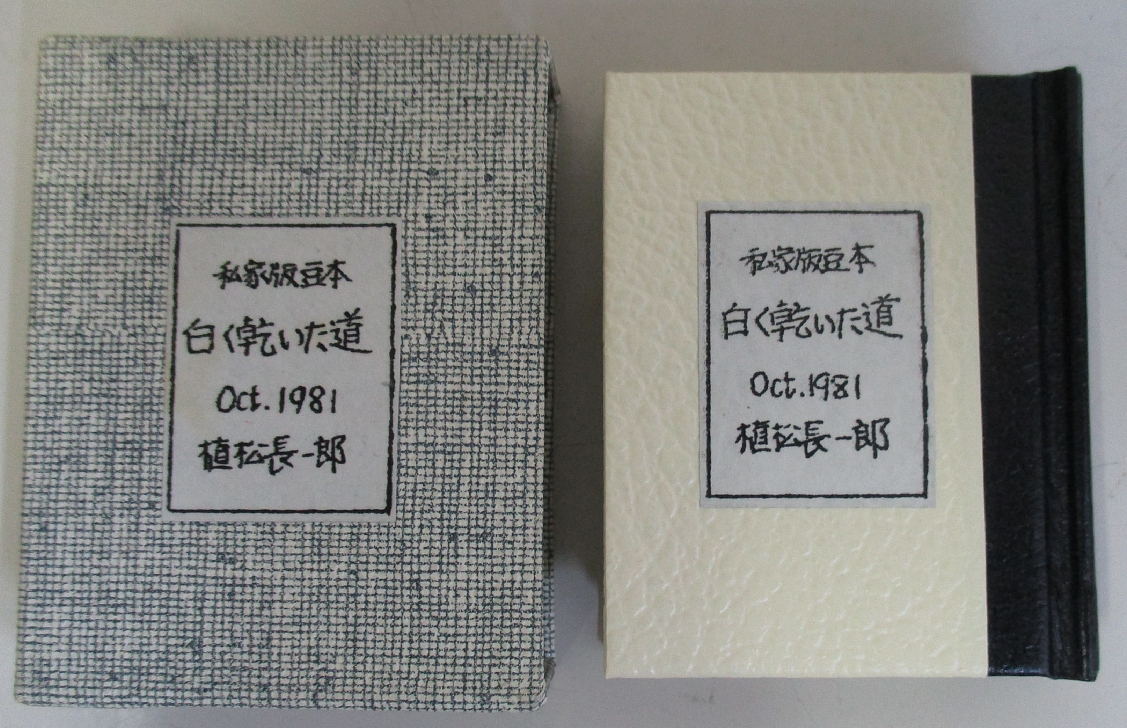 私家版豆本
白く乾いた道
Oct.1981
植松長一郎
私家版豆本
白く乾いた道
Oct.1981
植松長一郎